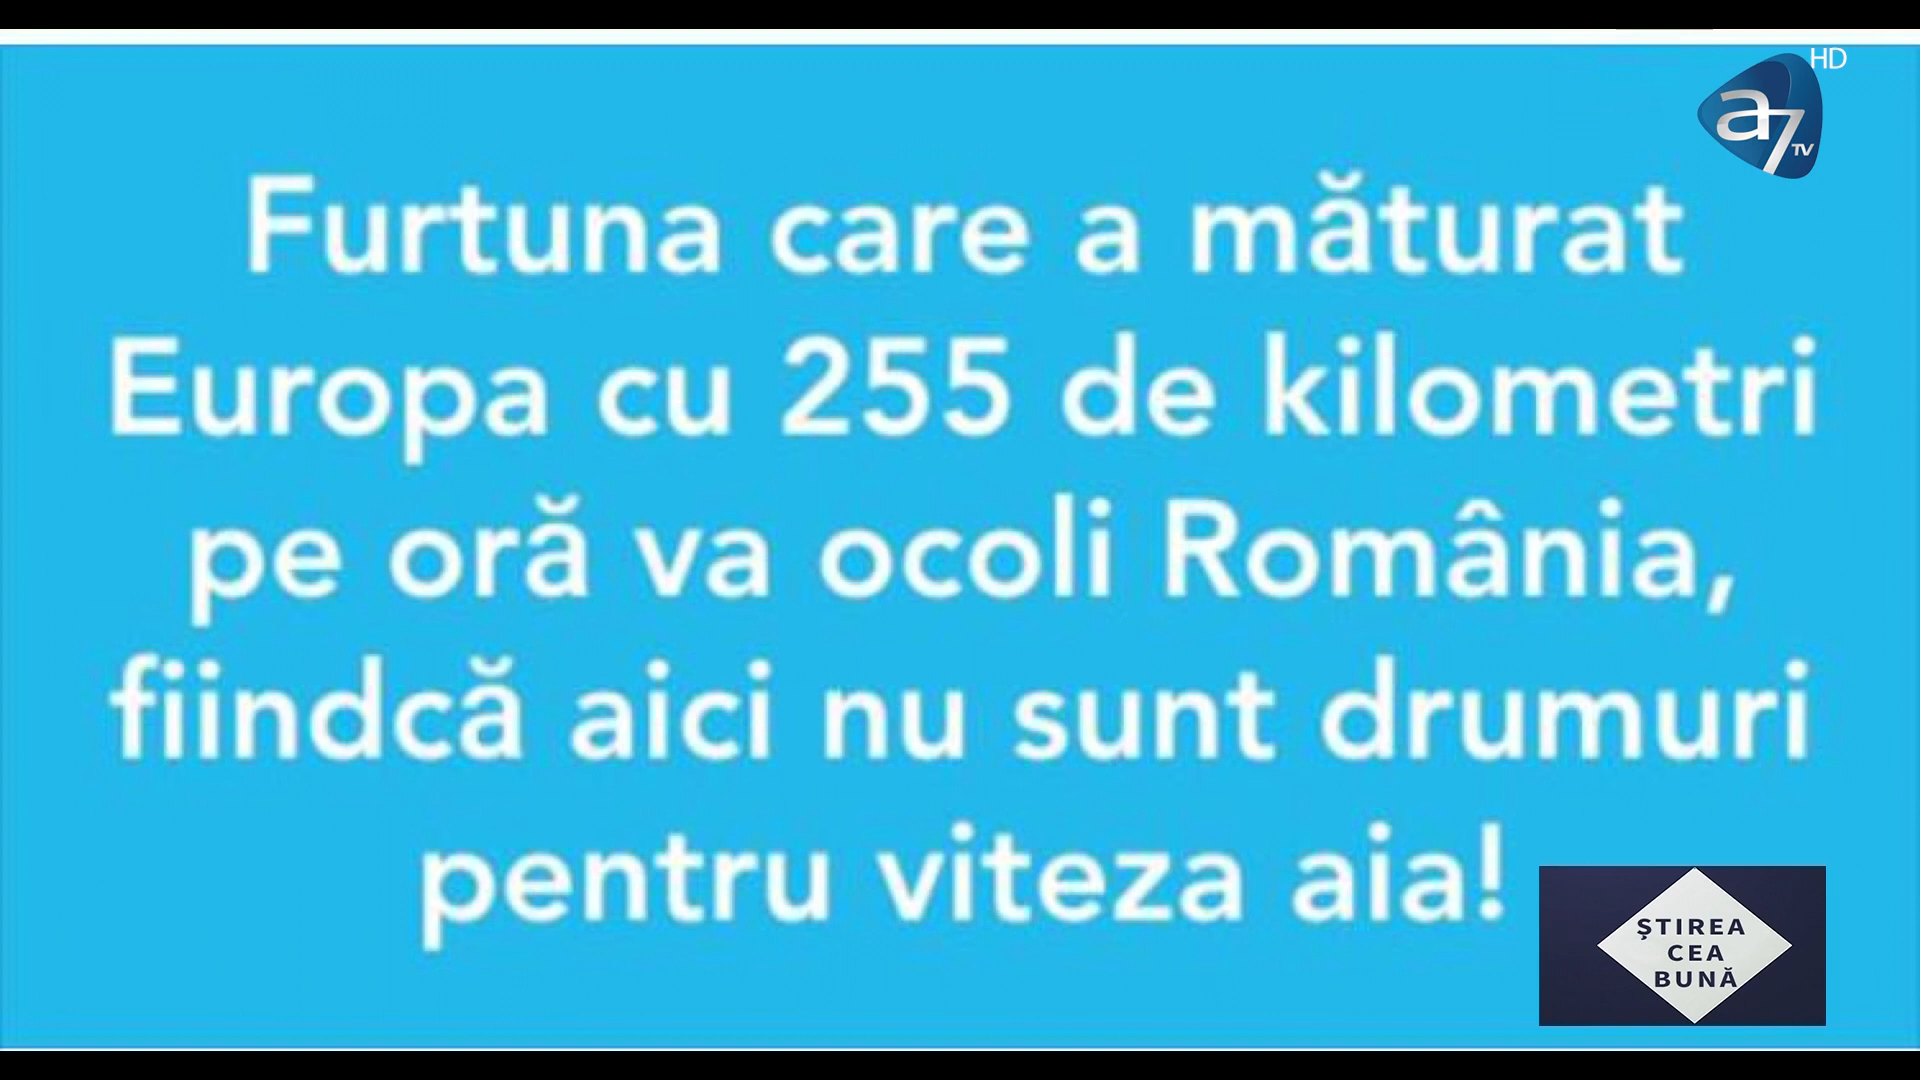 HD
a7 TV
Furtuna care a măturat
Europa cu 255 de kilometri
pe oră va ocoli România,
fiindcă aici nu sunt drumuri
pentru viteza aia!
ŞTIREA
CEA
BUNĂ